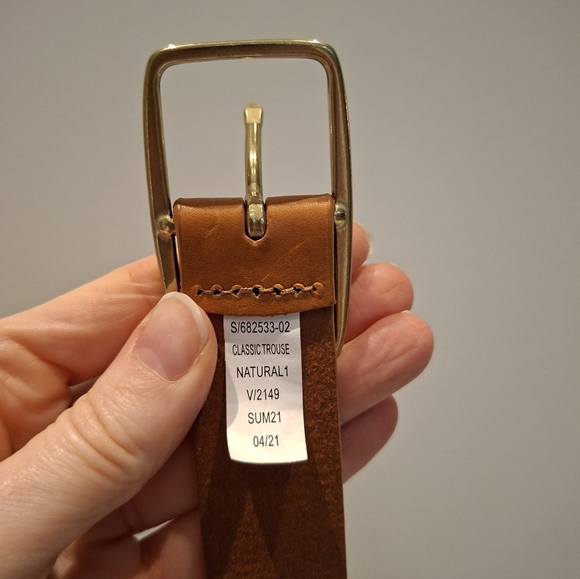 S/682533-02
CLASSIC TROUSE
NATURAL1
V/2149
SUM21
04/21